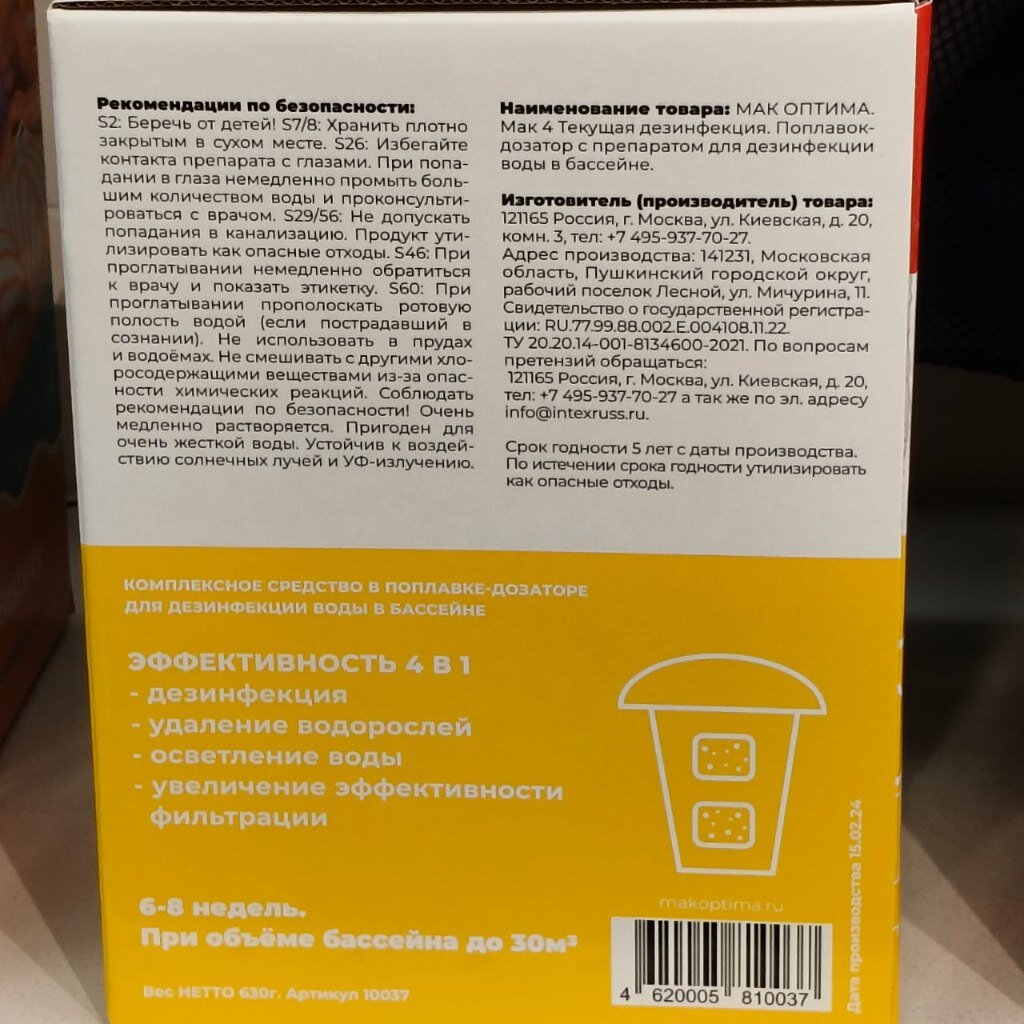 Рекомендации по безопасности:
S2: Беречь от детей! S7/8: Хранить плотно
закрытым в сухом месте. S26: Избегайте
контакта препарата с глазами. При попа-
дании в глаза немедленно промыть боль-
шим количеством воды и проконсульти-
роваться с врачом. S29/56: Не допускать
попадания в канализацию. Продукт ути-
лизировать как опасные отходы. S46: При
проглатывании немедленно обратиться
к врачу и показать этикетку. S60: При
проглатывании прополоскать ротовую
полость водой (если пострадавший в
сознании). Не использовать в прудах
и водоёмах. Не смешивать с другими хло-
росодержащими веществами из-за опас-
ности химических реакций. Соблюдать
рекомендации по безопасности! Очень
медленно растворяется. Пригоден для
очень жесткой воды. Устойчив к воздей-
ствию солнечных лучей и УФ-излучению.
Наименование товара: МАК ОПТИМА.
Мак 4 Текущая дезинфекция. Поплавок-
дозатор с препаратом для дезинфекции
воды в бассейне.
Изготовитель (производитель) товара:
121165 Россия, г. Москва, ул. Киевская, д. 20,
комн. 3, тел: +7 495-937-70-27.
Адрес производства: 141231, Московская
область, Пушкинский городской округ,
рабочий поселок Лесной, ул. Мичурина, 11.
Свидетельство о государственной регистра-
ции: RU.77.99.88.002.E.004108.11.22.
ТУ 20.20.14-001-8134600-2021. По вопросам
претензий обращаться:
121165 Россия, г. Москва, ул. Киевская, д. 20,
тел: +7 495-937-70-27 а так же по эл. адресу
info@intexruss.ru.
Срок годности 5 лет с даты производства.
По истечении срока годности утилизировать
как опасные отходы.
КОМПЛЕКСНОЕ СРЕДСТВО В ПОПЛАВКЕ-ДОЗАТОРЕ
ДЛЯ ДЕЗИНФЕКЦИИ ВОДЫ В БАССЕЙНЕ
ЭФФЕКТИВНОСТЬ 4 В 1
- дезинфекция
- удаление водорослей
- осветление воды
- увеличение эффективности
фильтрации
6-8 недель.
При объёме бассейна до 30м³
Вес НЕТТО 630г. Артикул 10037
makoptima.ru
4 620005 810037
Дата производства 15.02.24